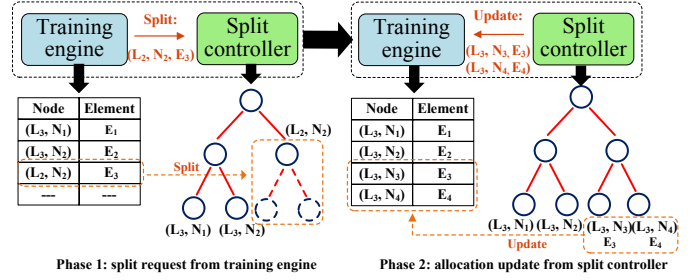 Training engine
Split:
(L2, N2, E3)
Split controller
Node Element
(L3, N1) E1
(L3, N2) E2
(L2, N2) E3
--- ---
Split
(L2, N2)
(L3, N1)
(L3, N2)
Phase 1: split request from training engine
Training engine
Update:
(L3, N3, E3)
(L3, N4, E4)
Split controller
Node Element
(L3, N1) E1
(L3, N2) E2
(L3, N3) E3
(L3, N4) E4
(L3, N1) (L3, N2) (L3, N3) (L3, N4)
E3 E4
Update
Phase 2: allocation update from split controller